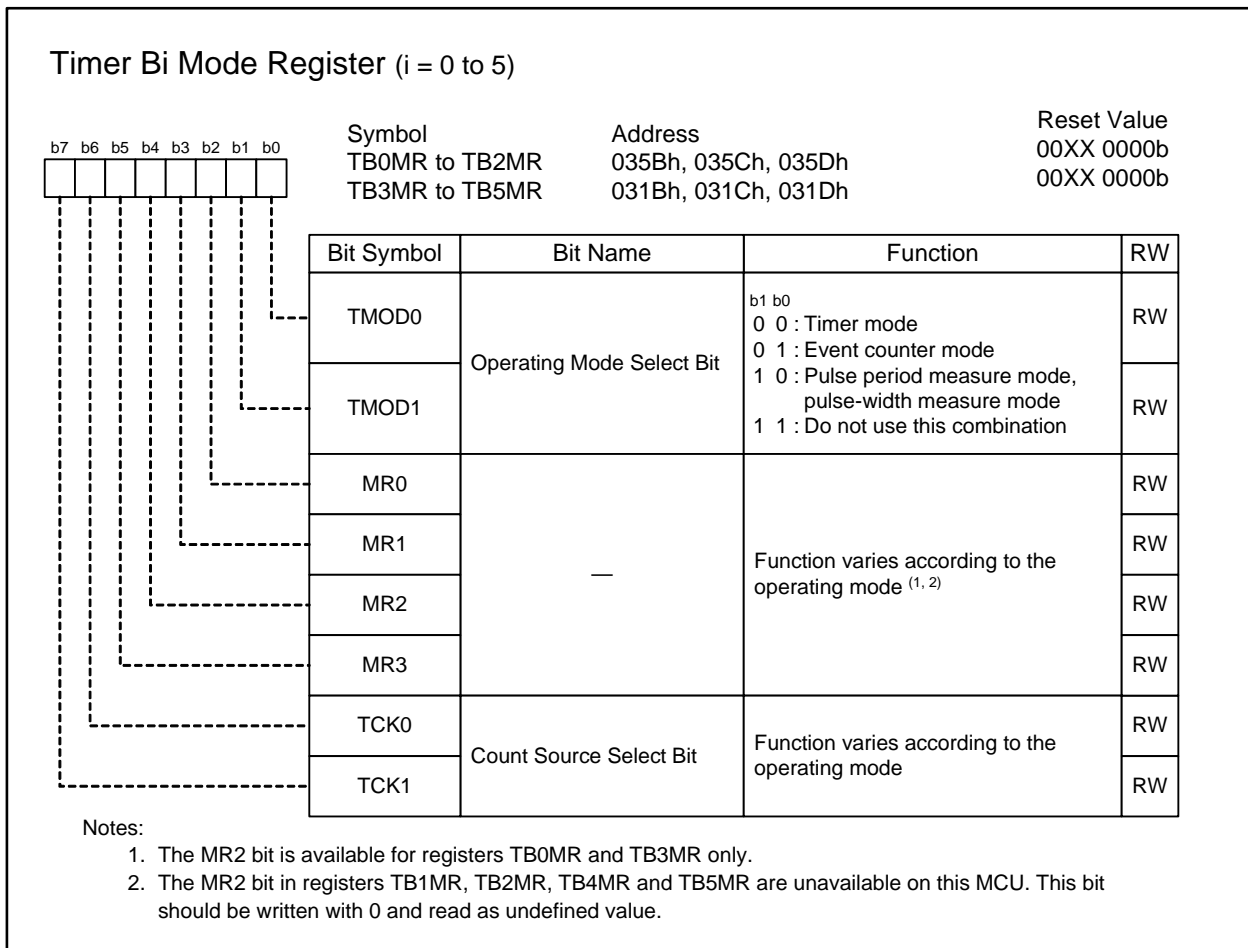 Timer Bi Mode Register (i = 0 to 5)
b7 b6 b5 b4 b3 b2 b1 b0
Symbol Address Reset Value
TB0MR to TB2MR 035Bh, 035Ch, 035Dh 00XX 0000b
TB3MR to TB5MR 031Bh, 031Ch, 031Dh 00XX 0000b
Bit Symbol Bit Name Function RW
TMOD0 RW
TMOD1 RW
Operating Mode Select Bit
b1 b0
0 0 : Timer mode
0 1 : Event counter mode
1 0 : Pulse period measure mode,
pulse-width measure mode
1 1 : Do not use this combination
MR0 RW
MR1 RW
MR2 RW
MR3 RW
—
Function varies according to the
operating mode (1, 2)
TCK0 RW
TCK1 RW
Count Source Select Bit
Function varies according to the
operating mode
Notes:
1. The MR2 bit is available for registers TB0MR and TB3MR only.
2. The MR2 bit in registers TB1MR, TB2MR, TB4MR and TB5MR are unavailable on this MCU. This bit
should be written with 0 and read as undefined value.